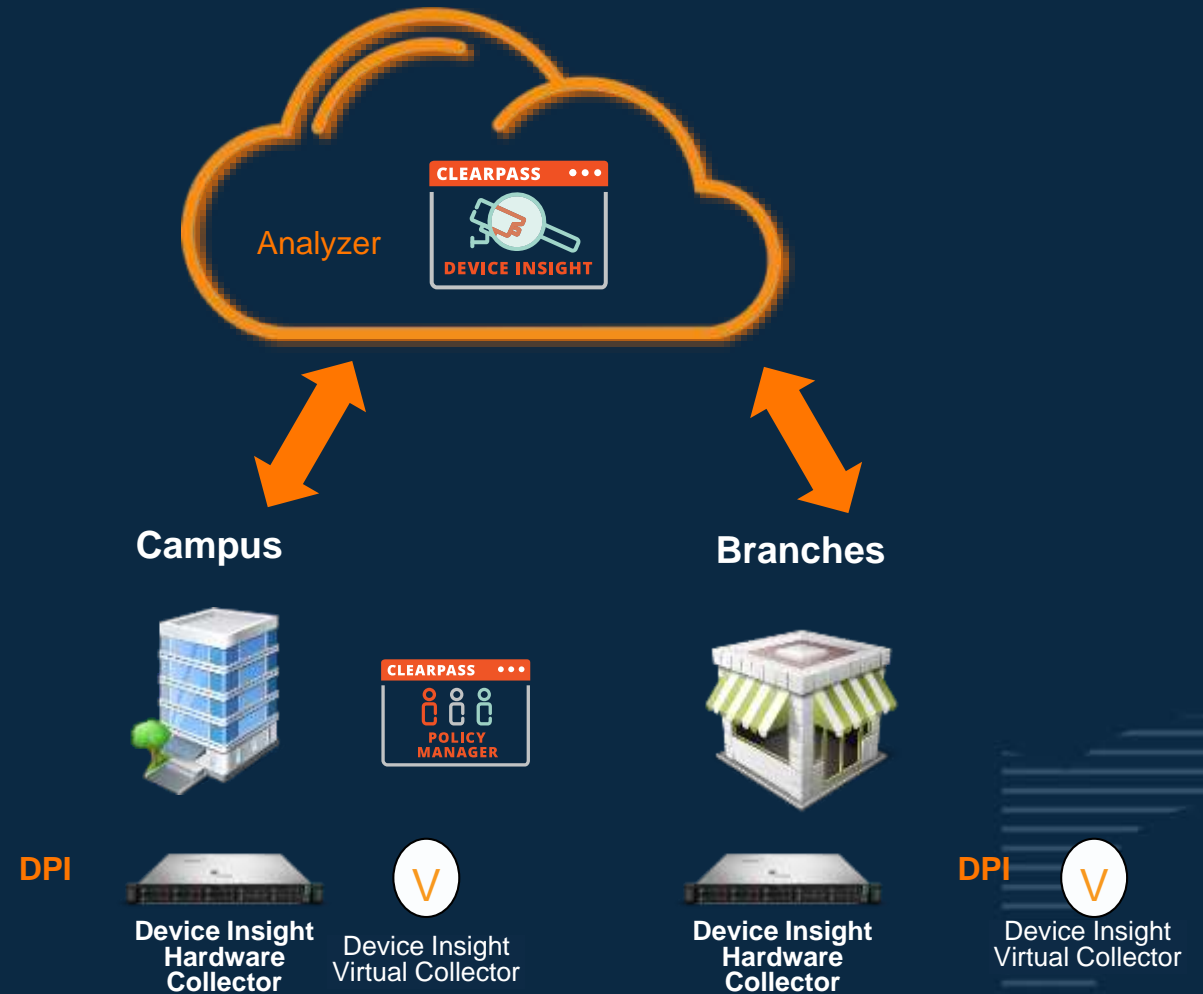 CLEARPASS
Analyzer
DEVICE INSIGHT
Campus
Branches
CLEARPASS
POLICY
MANAGER
DPI
V
DPI
V
Device Insight
Hardware
Collector
Device Insight
Virtual Collector
Device Insight
Hardware
Collector
Device Insight
Virtual Collector